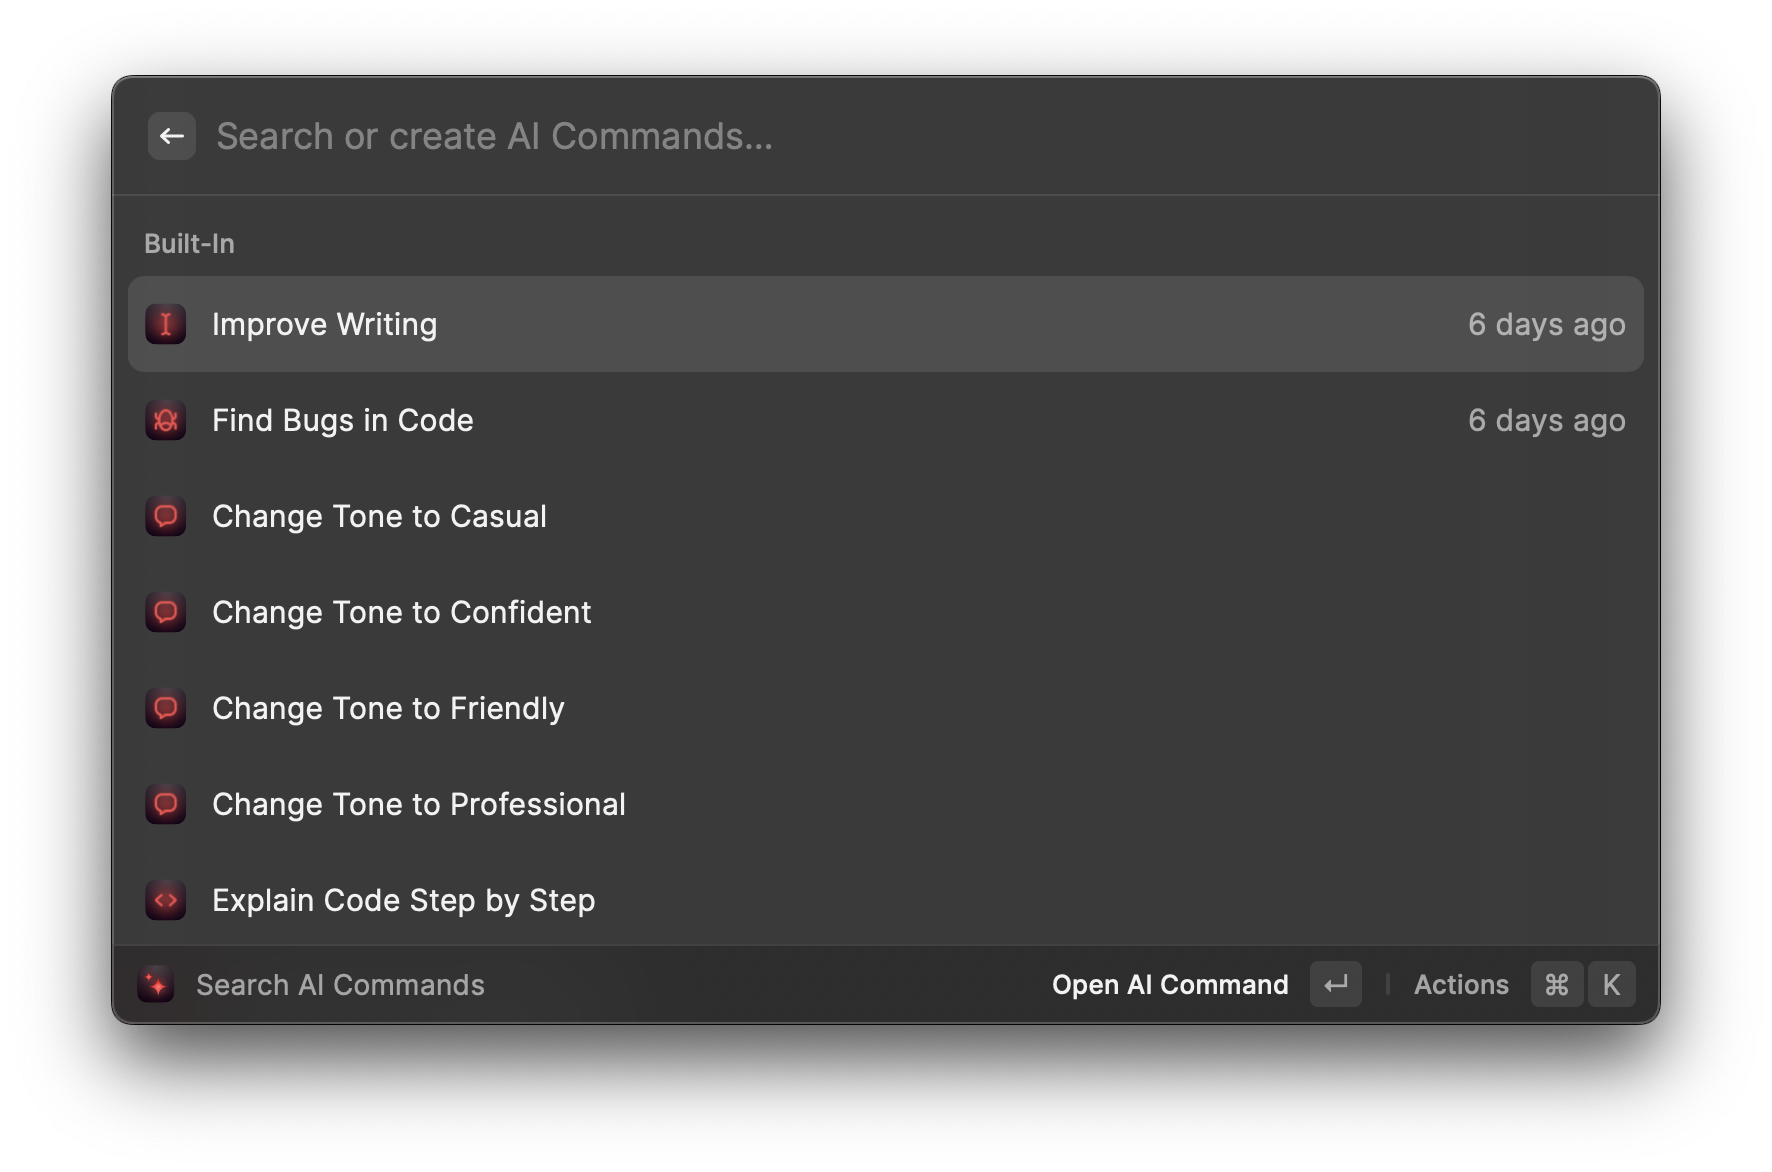 Search or create AI Commands...
Built-In
Improve Writing 6 days ago
Find Bugs in Code 6 days ago
Change Tone to Casual
Change Tone to Confident
Change Tone to Friendly
Change Tone to Professional
Explain Code Step by Step
Search AI Commands Open AI Command ↵ Actions ⌘ K